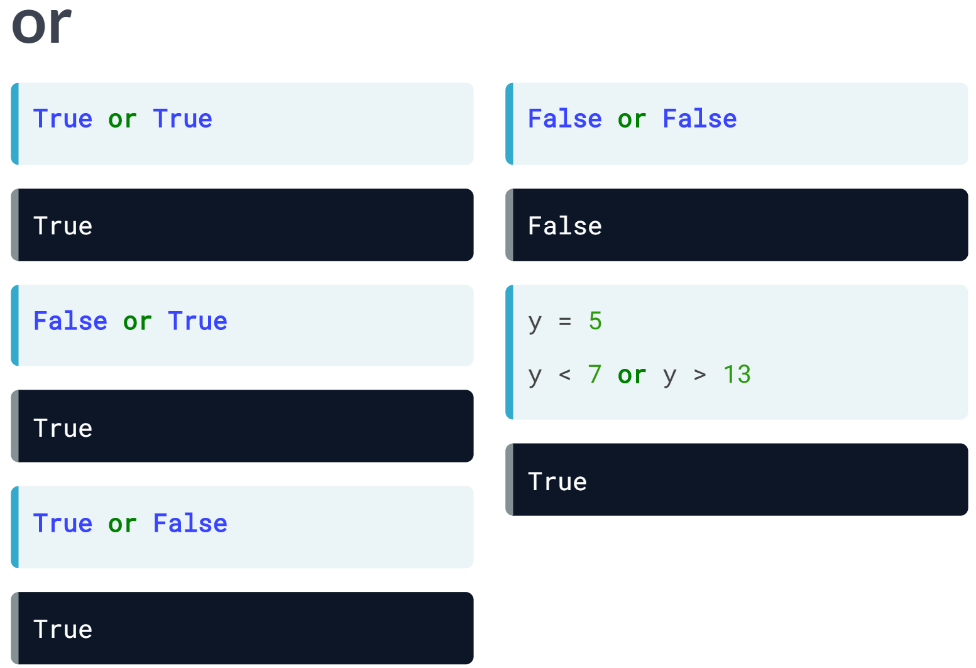 or
True or True
True
False or True
True
True or False
True
False or False
False
y = 5
y < 7 or y > 13
True